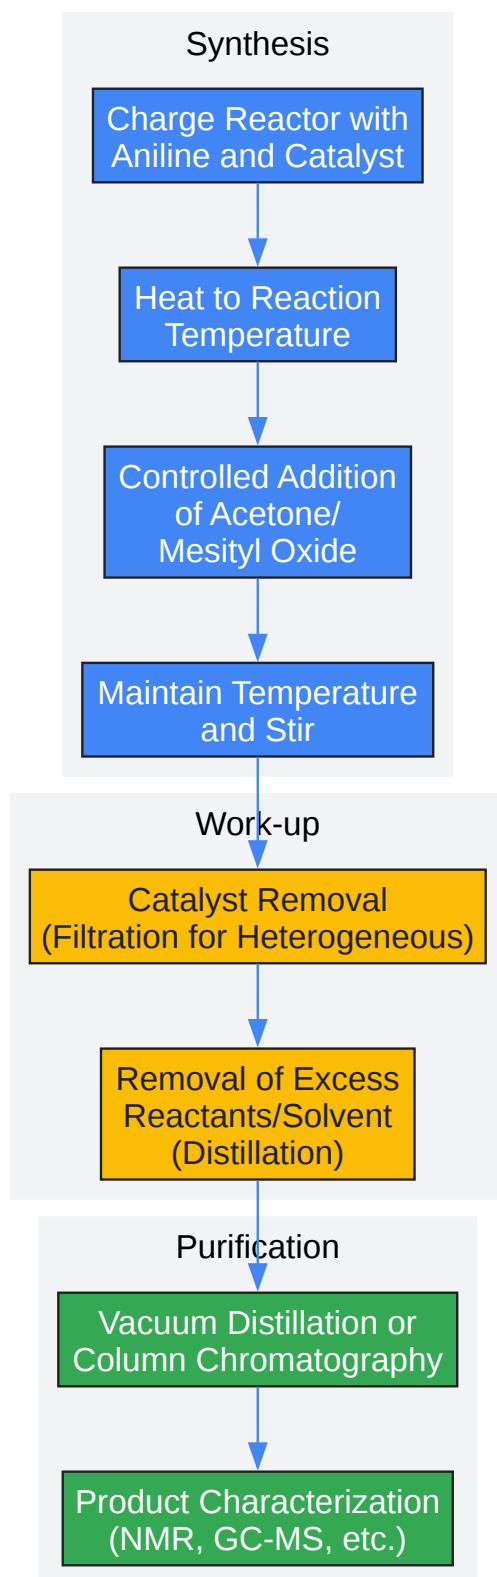 Synthesis
Charge Reactor with
Aniline and Catalyst
Heat to Reaction
Temperature
Controlled Addition
of Acetone/
Mesityl Oxide
Maintain Temperature
and Stir
Work-up
Catalyst Removal
(Filtration for Heterogeneous)
Removal of Excess
Reactants/Solvent
(Distillation)
Purification
Vacuum Distillation or
Column Chromatography
Product Characterization
(NMR, GC-MS, etc.)